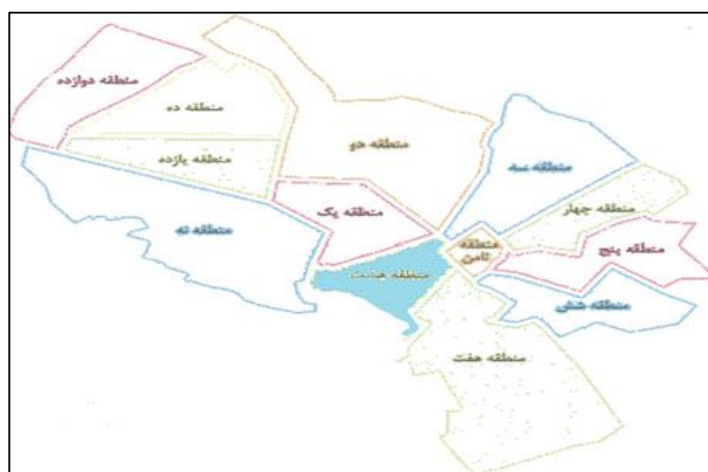 منطقه دوازده
منطقه ده
منطقه دو
منطقه یازده
منطقه سه
منطقه چهار
منطقه یک
منطقه نه
منطقه
ثامن
منطقه پنج
منطقه هشت
منطقه شش
منطقه هفت